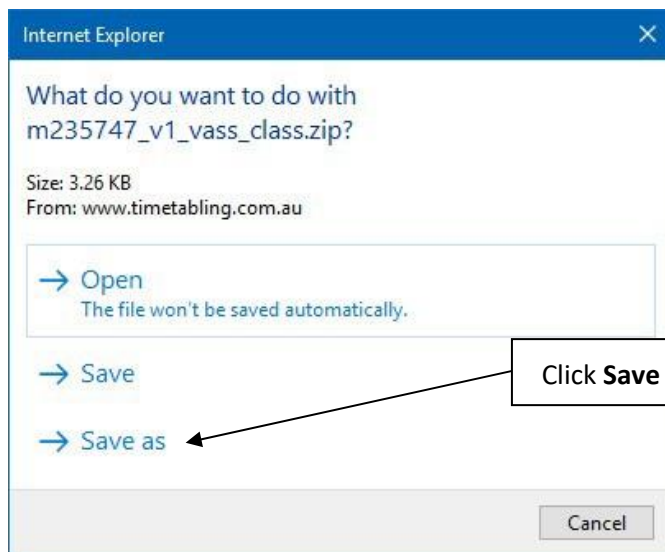 Internet Explorer
What do you want to do with
m235747_v1_vass_class.zip?
Size: 3.26 KB
From: www.timetabling.com.au
Open
The file won't be saved automatically.
Save
Click Save
Save as
Cancel